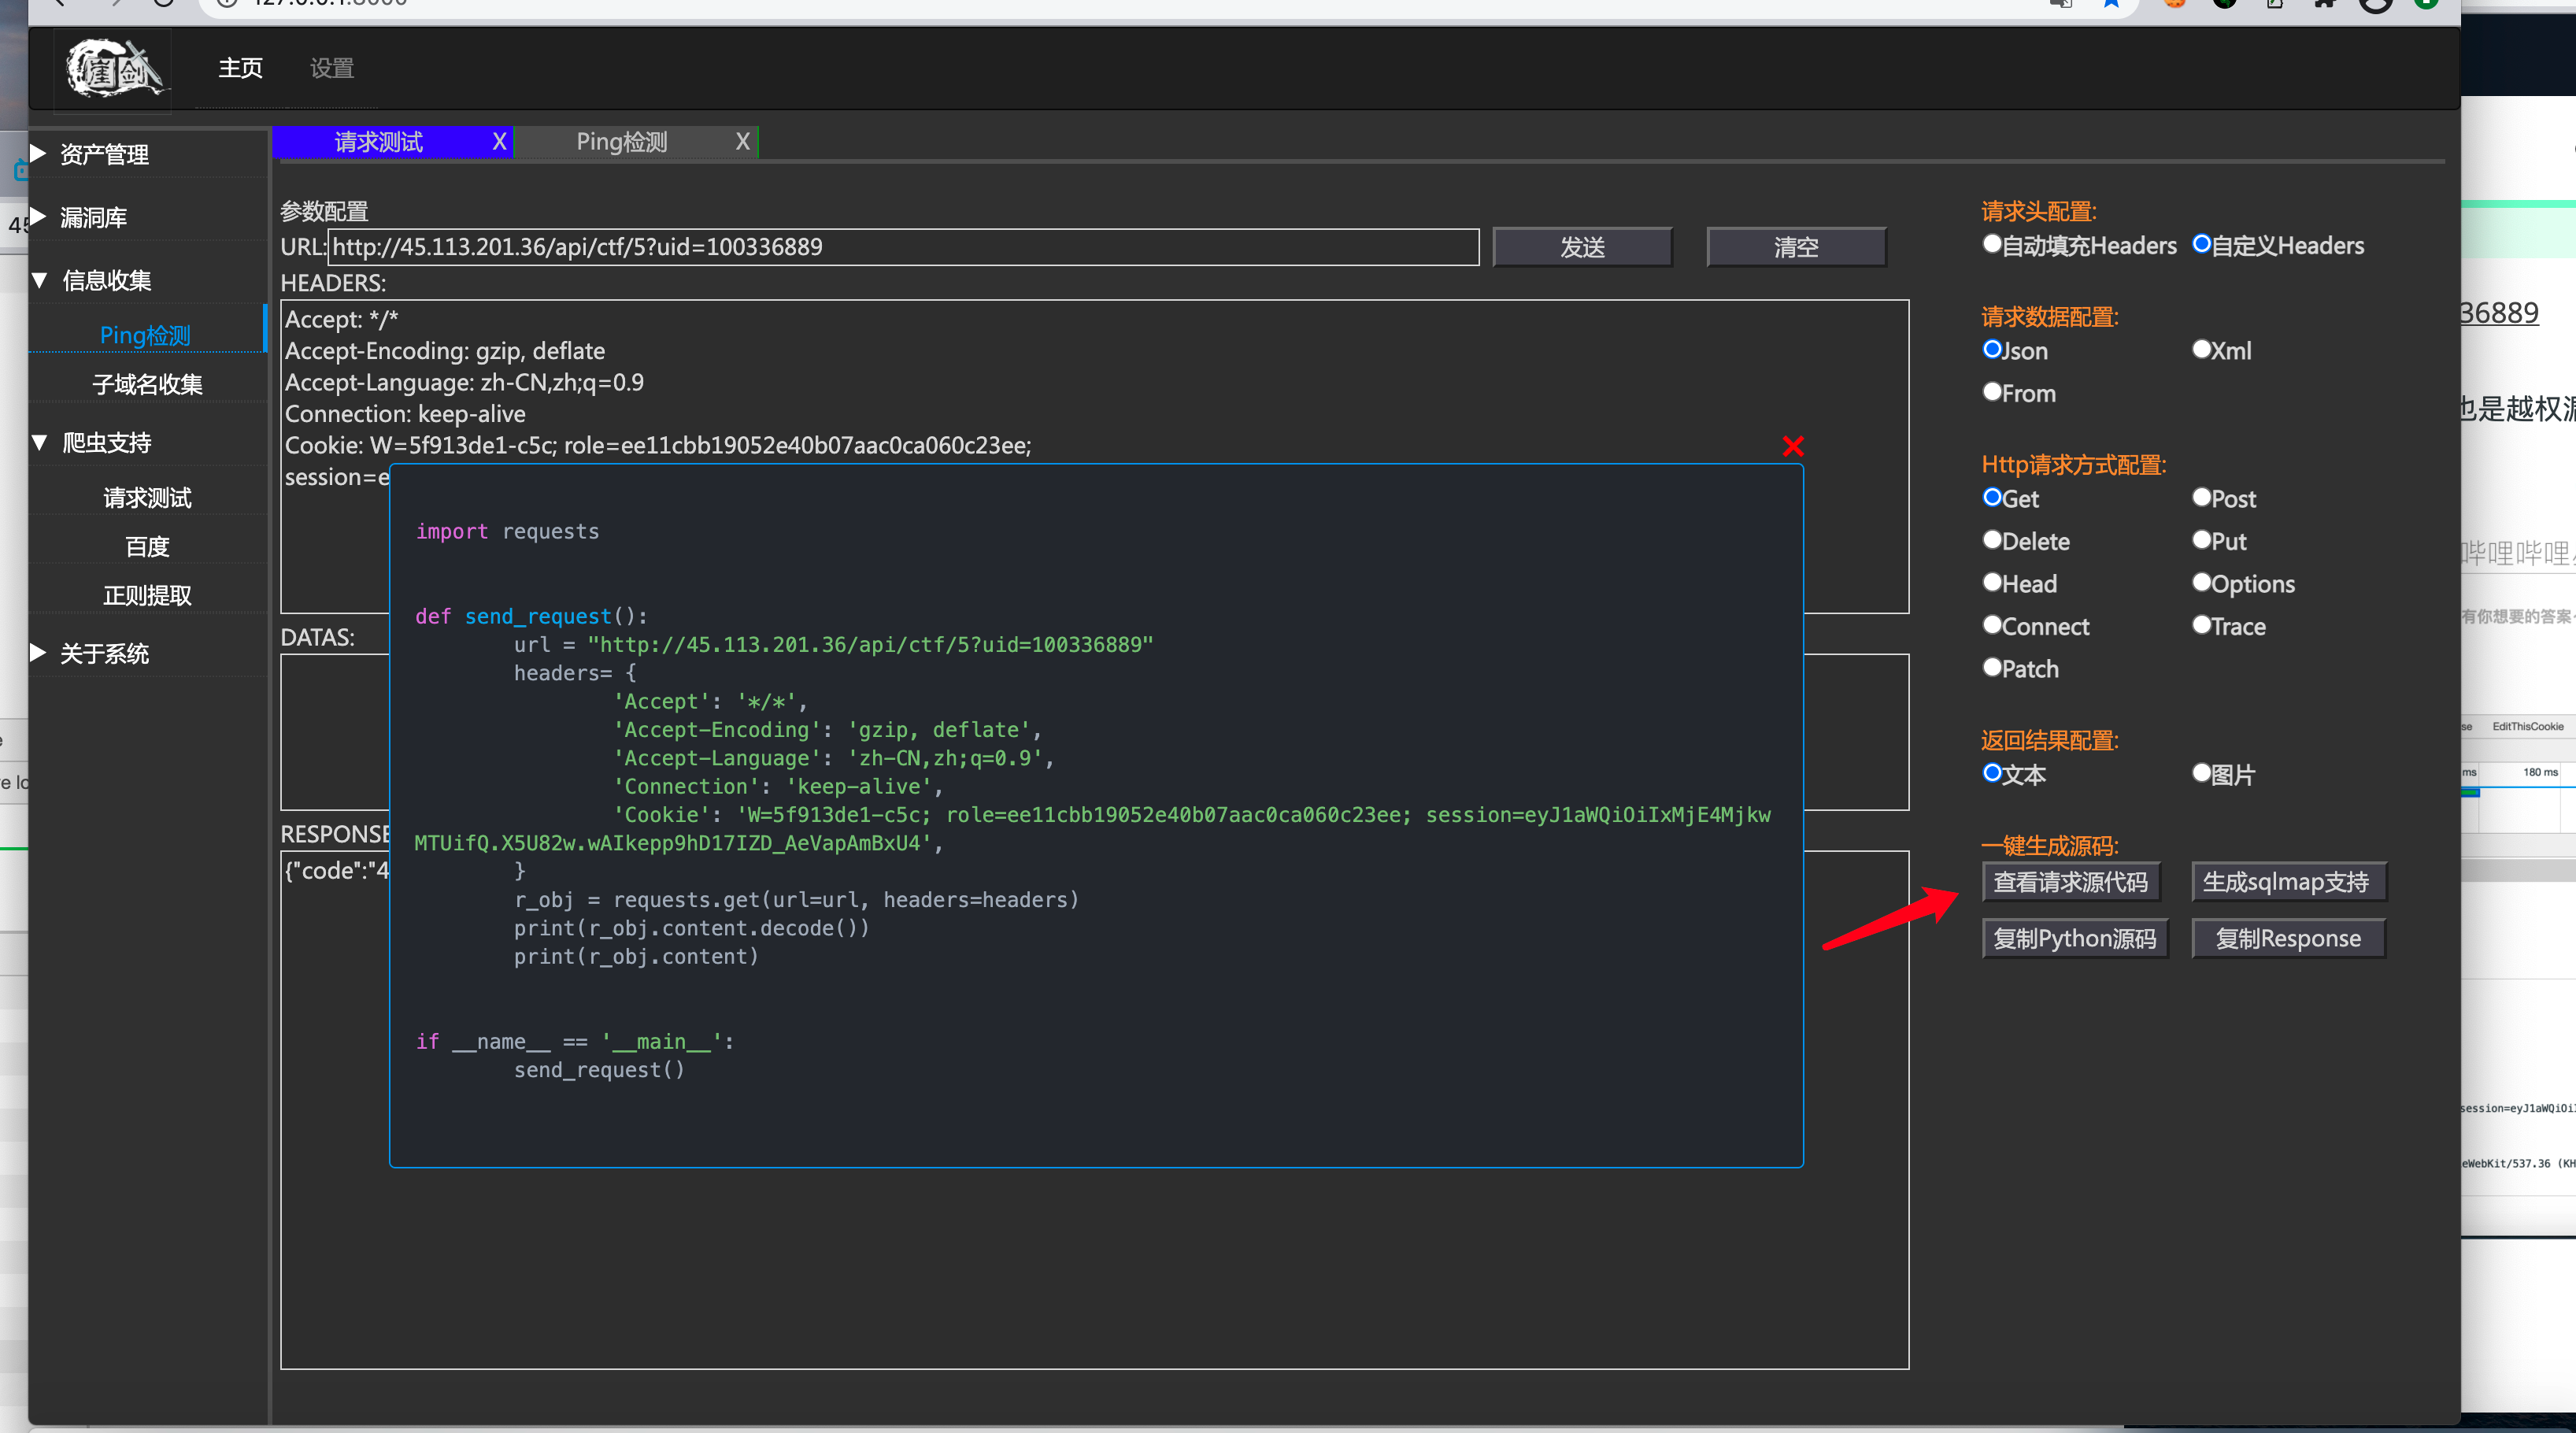 崖剑
主页
设置
资产管理
漏洞库
信息收集
Ping检测
子域名收集
爬虫支持
请求测试
百度
正则提取
关于系统
请求测试 X
Ping检测 X
参数配置
URL: http://45.113.201.36/api/ctf/5?uid=100336889
发送
清空
HEADERS:
Accept: */*
Accept-Encoding: gzip, deflate
Accept-Language: zh-CN,zh;q=0.9
Connection: keep-alive
Cookie: W=5f913de1-c5c; role=ee11cbb19052e40b07aac0ca060c23ee;
session=e
DATAS:
RESPONSE
{"code":"4
import requests
def send_request():
url = "http://45.113.201.36/api/ctf/5?uid=100336889"
headers= {
'Accept': '*/*',
'Accept-Encoding': 'gzip, deflate',
'Accept-Language': 'zh-CN,zh;q=0.9',
'Connection': 'keep-alive',
'Cookie': 'W=5f913de1-c5c; role=ee11cbb19052e40b07aac0ca060c23ee; session=eyJ1aWQiOiIxMjE4Mjkw
MTUifQ.X5U82w.wAIkepp9hD17IZD_AeVapAmBxU4',
}
r_obj = requests.get(url=url, headers=headers)
print(r_obj.content.decode())
print(r_obj.content)
if __name__ == '__main__':
send_request()
请求头配置:
自动填充Headers 自定义Headers
请求数据配置:
Json Xml
From
Http请求方式配置:
Get Post
Delete Put
Head Options
Connect Trace
Patch
返回结果配置:
文本 图片
一键生成源码:
查看请求源代码 生成sqlmap支持
复制Python源码 复制Response
36889
也是越权
哔哩哔哩
有你想要的答案
EditThisCookie
ms 180 ms
session=eyJ1aWQiOi
eWebKit/537.36 (KH